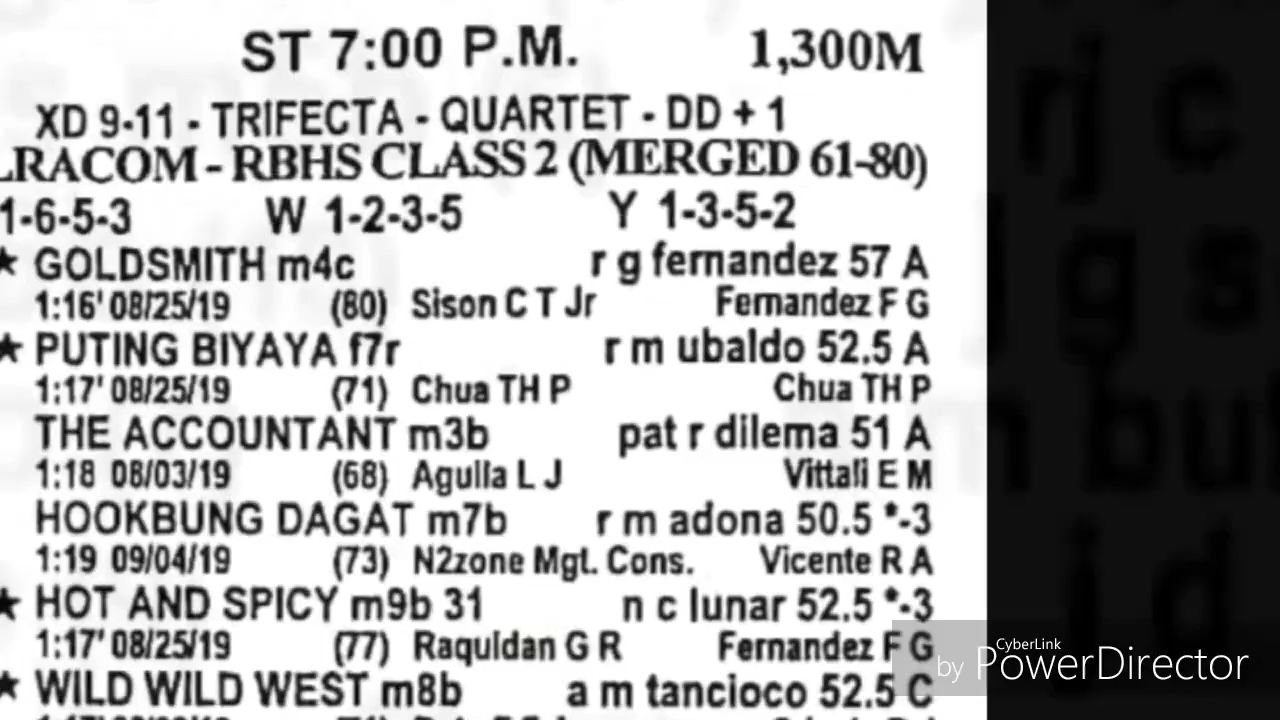 ST 7:00 P.M. 1,300M
XD 9-11 - TRIFECTA - QUARTET - DD + 1
LRACOM - RBHS CLASS 2 (MERGED 61-80)
1-6-5-3 W 1-2-3-5 Y 1-3-5-2
★ GOLDSMITH m4c r g fernandez 57 A
1:16' 08/25/19 (80) Sison C T Jr Fernandez F G
★ PUTING BIYAYA f7r r m ubaldo 52.5 A
1:17' 08/25/19 (71) Chua TH P Chua TH P
THE ACCOUNTANT m3b pat r dilema 51 A
1:18 08/03/19 (68) Agulla L J Vittali E M
HOOKBUNG DAGAT m7b r m adona 50.5 *-3
1:19 09/04/19 (73) N2zone Mgt. Cons. Vicente R A
★ HOT AND SPICY m9b 31 n c lunar 52.5 *-3
1:17' 08/25/19 (77) Raquldan G R Fernandez F G
★ WILD WILD WEST m8b a m tancioco 52.5 C
by CyberLink PowerDirector